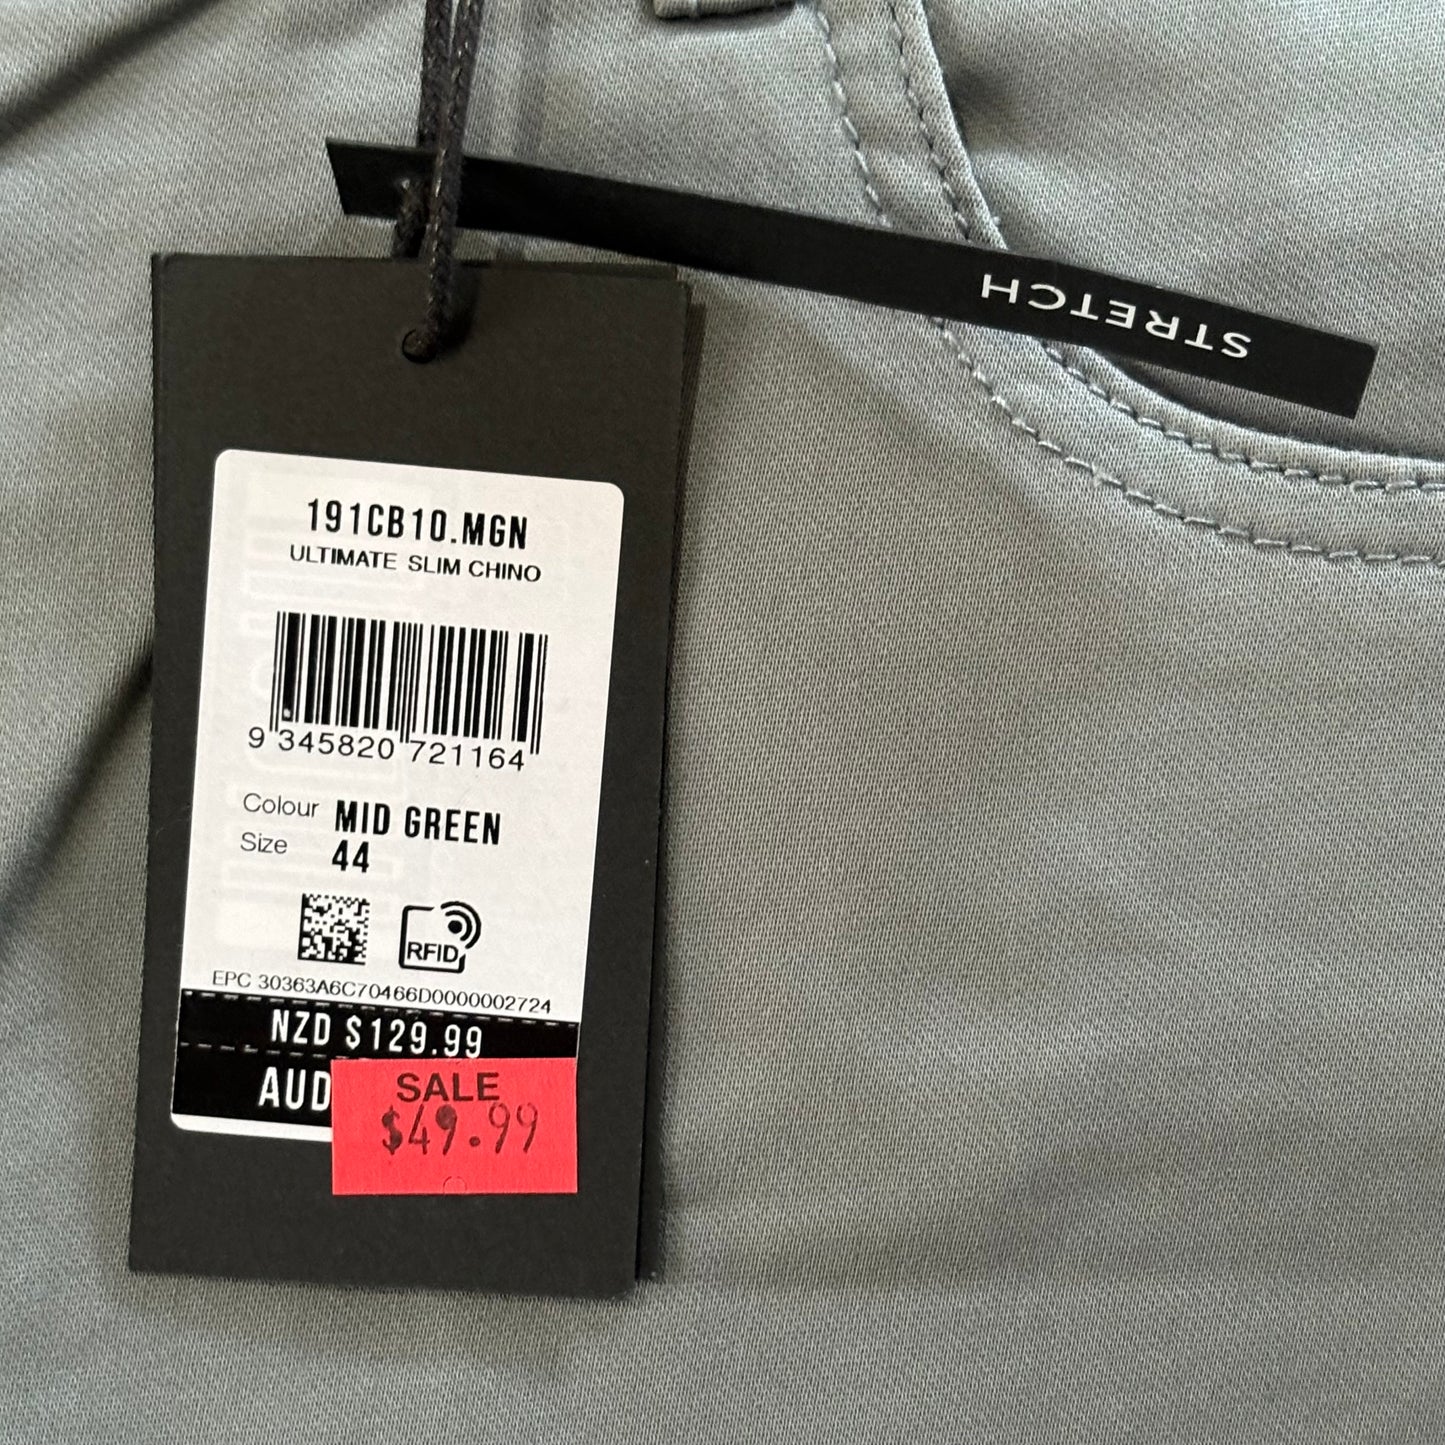 STRETCH
191CB10.MGN
ULTIMATE SLIM CHINO
9 345820 721164
Colour MID GREEN
Size 44
RFID
EPC 30363A6C70466D0000002724
NZD $129.99
AUD
SALE
$49.99